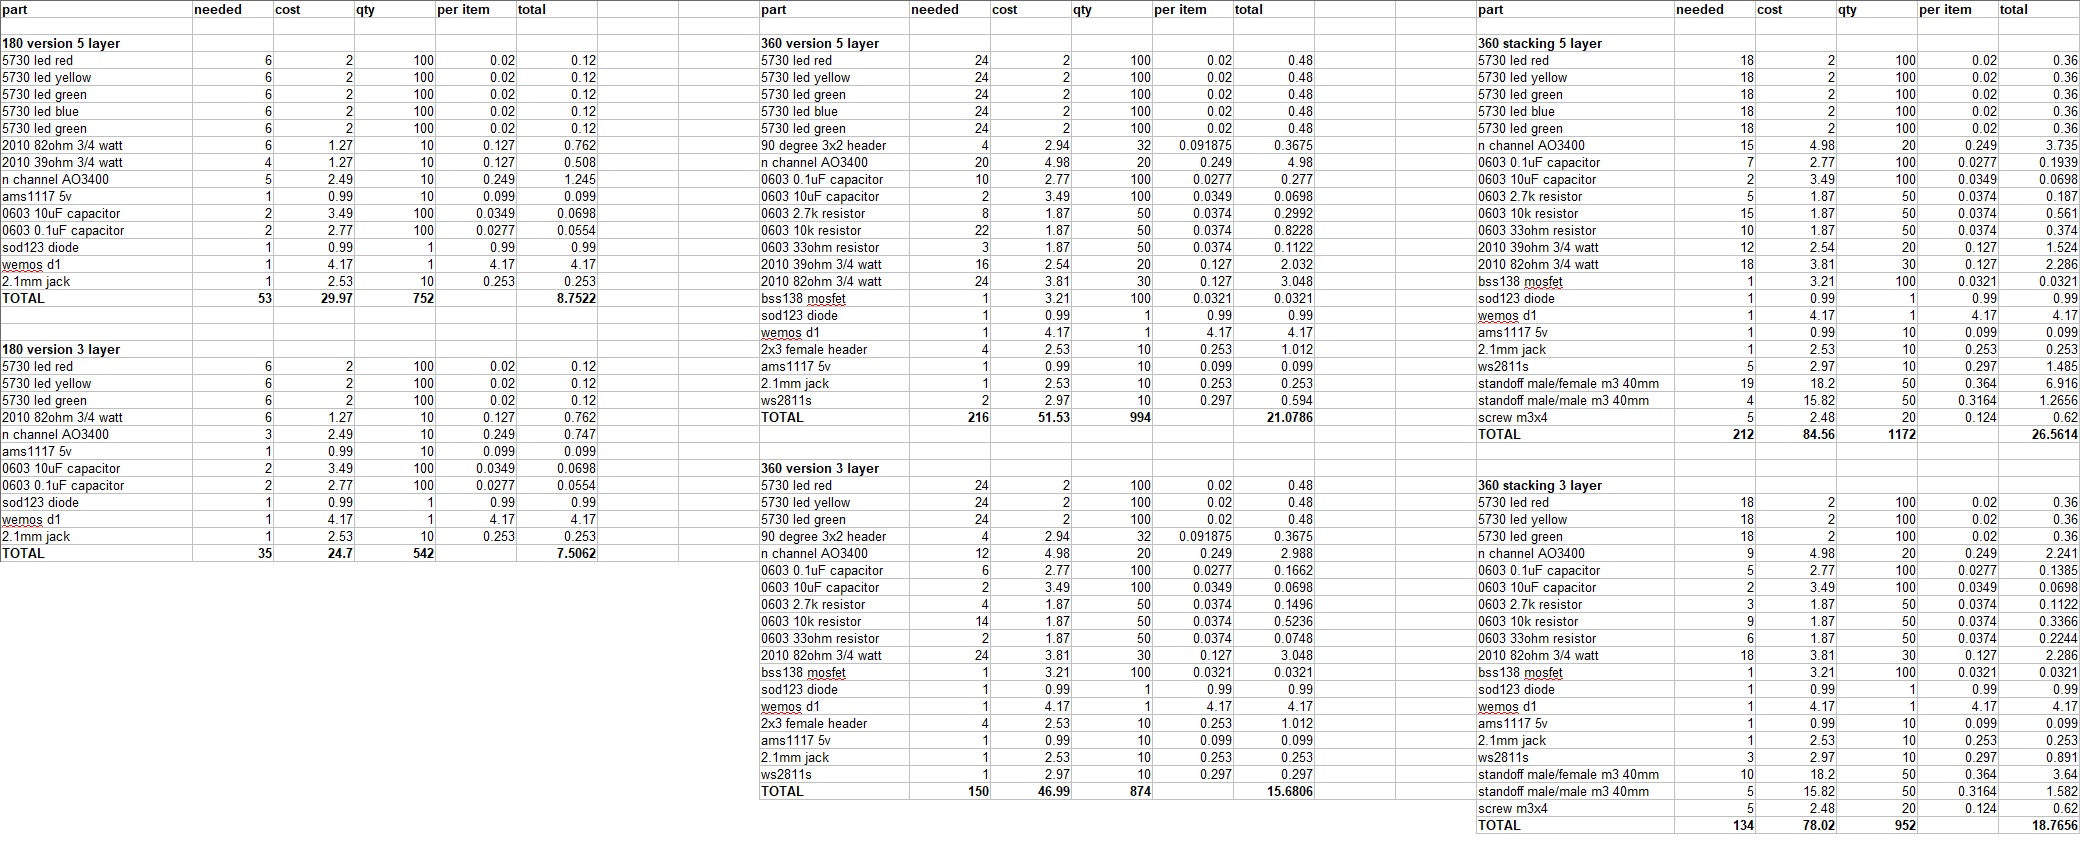 part needed cost qty per item total
180 version 5 layer
5730 led red 6 2 100 0.02 0.12
5730 led yellow 6 2 100 0.02 0.12
5730 led green 6 2 100 0.02 0.12
5730 led blue 6 2 100 0.02 0.12
5730 led green 6 2 100 0.02 0.12
2010 82ohm 3/4 watt 6 1.27 10 0.127 0.762
2010 39ohm 3/4 watt 4 1.27 10 0.127 0.508
n channel AO3400 5 2.49 10 0.249 1.245
ams1117 5v 1 0.99 10 0.099 0.099
0603 10uF capacitor 2 3.49 100 0.0349 0.0698
0603 0.1uF capacitor 2 2.77 100 0.0277 0.0554
sod123 diode 1 0.99 1 0.99 0.99
wemos d1 1 4.17 1 4.17 4.17
2.1mm jack 1 2.53 10 0.253 0.253
TOTAL 53 29.97 752 8.7522
180 version 3 layer
5730 led red 6 2 100 0.02 0.12
5730 led yellow 6 2 100 0.02 0.12
5730 led green 6 2 100 0.02 0.12
2010 82ohm 3/4 watt 6 1.27 10 0.127 0.762
n channel AO3400 3 2.49 10 0.249 0.747
ams1117 5v 1 0.99 10 0.099 0.099
0603 10uF capacitor 2 3.49 100 0.0349 0.0698
0603 0.1uF capacitor 2 2.77 100 0.0277 0.0554
sod123 diode 1 0.99 1 0.99 0.99
wemos d1 1 4.17 1 4.17 4.17
2.1mm jack 1 2.53 10 0.253 0.253
TOTAL 35 24.7 542 7.5062
part needed cost qty per item total
360 version 5 layer
5730 led red 24 2 100 0.02 0.48
5730 led yellow 24 2 100 0.02 0.48
5730 led green 24 2 100 0.02 0.48
5730 led blue 24 2 100 0.02 0.48
5730 led green 24 2 100 0.02 0.48
90 degree 3x2 header 4 2.94 32 0.091875 0.3675
n channel AO3400 20 4.98 20 0.249 4.98
0603 0.1uF capacitor 10 2.77 100 0.0277 0.277
0603 10uF capacitor 2 3.49 100 0.0349 0.0698
0603 2.7k resistor 8 1.87 50 0.0374 0.2992
0603 10k resistor 22 1.87 50 0.0374 0.8228
0603 33ohm resistor 3 1.87 50 0.0374 0.1122
2010 39ohm 3/4 watt 16 2.54 20 0.127 2.032
2010 82ohm 3/4 watt 24 3.81 30 0.127 3.048
bss138 mosfet 1 3.21 100 0.0321 0.0321
sod123 diode 1 0.99 1 0.99 0.99
wemos d1 1 4.17 1 4.17 4.17
2x3 female header 4 2.53 10 0.253 1.012
ams1117 5v 1 0.99 10 0.099 0.099
2.1mm jack 1 2.53 10 0.253 0.253
ws2811s 2 2.97 10 0.297 0.594
TOTAL 216 51.53 994 21.0786
360 version 3 layer
5730 led red 24 2 100 0.02 0.48
5730 led yellow 24 2 100 0.02 0.48
5730 led green 24 2 100 0.02 0.48
90 degree 3x2 header 4 2.94 32 0.091875 0.3675
n channel AO3400 12 4.98 20 0.249 2.988
0603 0.1uF capacitor 6 2.77 100 0.0277 0.1662
0603 10uF capacitor 2 3.49 100 0.0349 0.0698
0603 2.7k resistor 4 1.87 50 0.0374 0.1496
0603 10k resistor 14 1.87 50 0.0374 0.5236
0603 33ohm resistor 2 1.87 50 0.0374 0.0748
2010 82ohm 3/4 watt 24 3.81 30 0.127 3.048
bss138 mosfet 1 3.21 100 0.0321 0.0321
sod123 diode 1 0.99 1 0.99 0.99
wemos d1 1 4.17 1 4.17 4.17
2x3 female header 4 2.53 10 0.253 1.012
ams1117 5v 1 0.99 10 0.099 0.099
2.1mm jack 1 2.53 10 0.253 0.253
ws2811s 1 2.97 10 0.297 0.297
TOTAL 150 46.99 874 15.6806
part needed cost qty per item total
360 stacking 5 layer
5730 led red 18 2 100 0.02 0.36
5730 led yellow 18 2 100 0.02 0.36
5730 led green 18 2 100 0.02 0.36
5730 led blue 18 2 100 0.02 0.36
5730 led green 18 2 100 0.02 0.36
n channel AO3400 15 4.98 20 0.249 3.735
0603 0.1uF capacitor 7 2.77 100 0.0277 0.1939
0603 10uF capacitor 2 3.49 100 0.0349 0.0698
0603 2.7k resistor 5 1.87 50 0.0374 0.187
0603 10k resistor 15 1.87 50 0.0374 0.561
0603 33ohm resistor 10 1.87 50 0.0374 0.374
2010 39ohm 3/4 watt 12 2.54 20 0.127 1.524
2010 82ohm 3/4 watt 18 3.81 30 0.127 2.286
bss138 mosfet 1 3.21 100 0.0321 0.0321
sod123 diode 1 0.99 1 0.99 0.99
wemos d1 1 4.17 1 4.17 4.17
ams1117 5v 1 0.99 10 0.099 0.099
2.1mm jack 1 2.53 10 0.253 0.253
ws2811s 5 2.97 10 0.297 1.485
standoff male/female m3 40mm 19 18.2 50 0.364 6.916
standoff male/male m3 40mm 4 15.82 50 0.3164 1.2656
screw m3x4 5 2.48 20 0.124 0.62
TOTAL 212 84.56 1172 26.5614
360 stacking 3 layer
5730 led red 18 2 100 0.02 0.36
5730 led yellow 18 2 100 0.02 0.36
5730 led green 18 2 100 0.02 0.36
n channel AO3400 9 4.98 20 0.249 2.241
0603 0.1uF capacitor 5 2.77 100 0.0277 0.1385
0603 10uF capacitor 2 3.49 100 0.0349 0.0698
0603 2.7k resistor 3 1.87 50 0.0374 0.1122
0603 10k resistor 9 1.87 50 0.0374 0.3366
0603 33ohm resistor 6 1.87 50 0.0374 0.2244
2010 82ohm 3/4 watt 18 3.81 30 0.127 2.286
bss138 mosfet 1 3.21 100 0.0321 0.0321
sod123 diode 1 0.99 1 0.99 0.99
wemos d1 1 4.17 1 4.17 4.17
ams1117 5v 1 0.99 10 0.099 0.099
2.1mm jack 1 2.53 10 0.253 0.253
ws2811s 3 2.97 10 0.297 0.891
standoff male/female m3 40mm 10 18.2 50 0.364 3.64
standoff male/male m3 40mm 5 15.82 50 0.3164 1.582
screw m3x4 5 2.48 20 0.124 0.62
TOTAL 134 78.02 952 18.7656